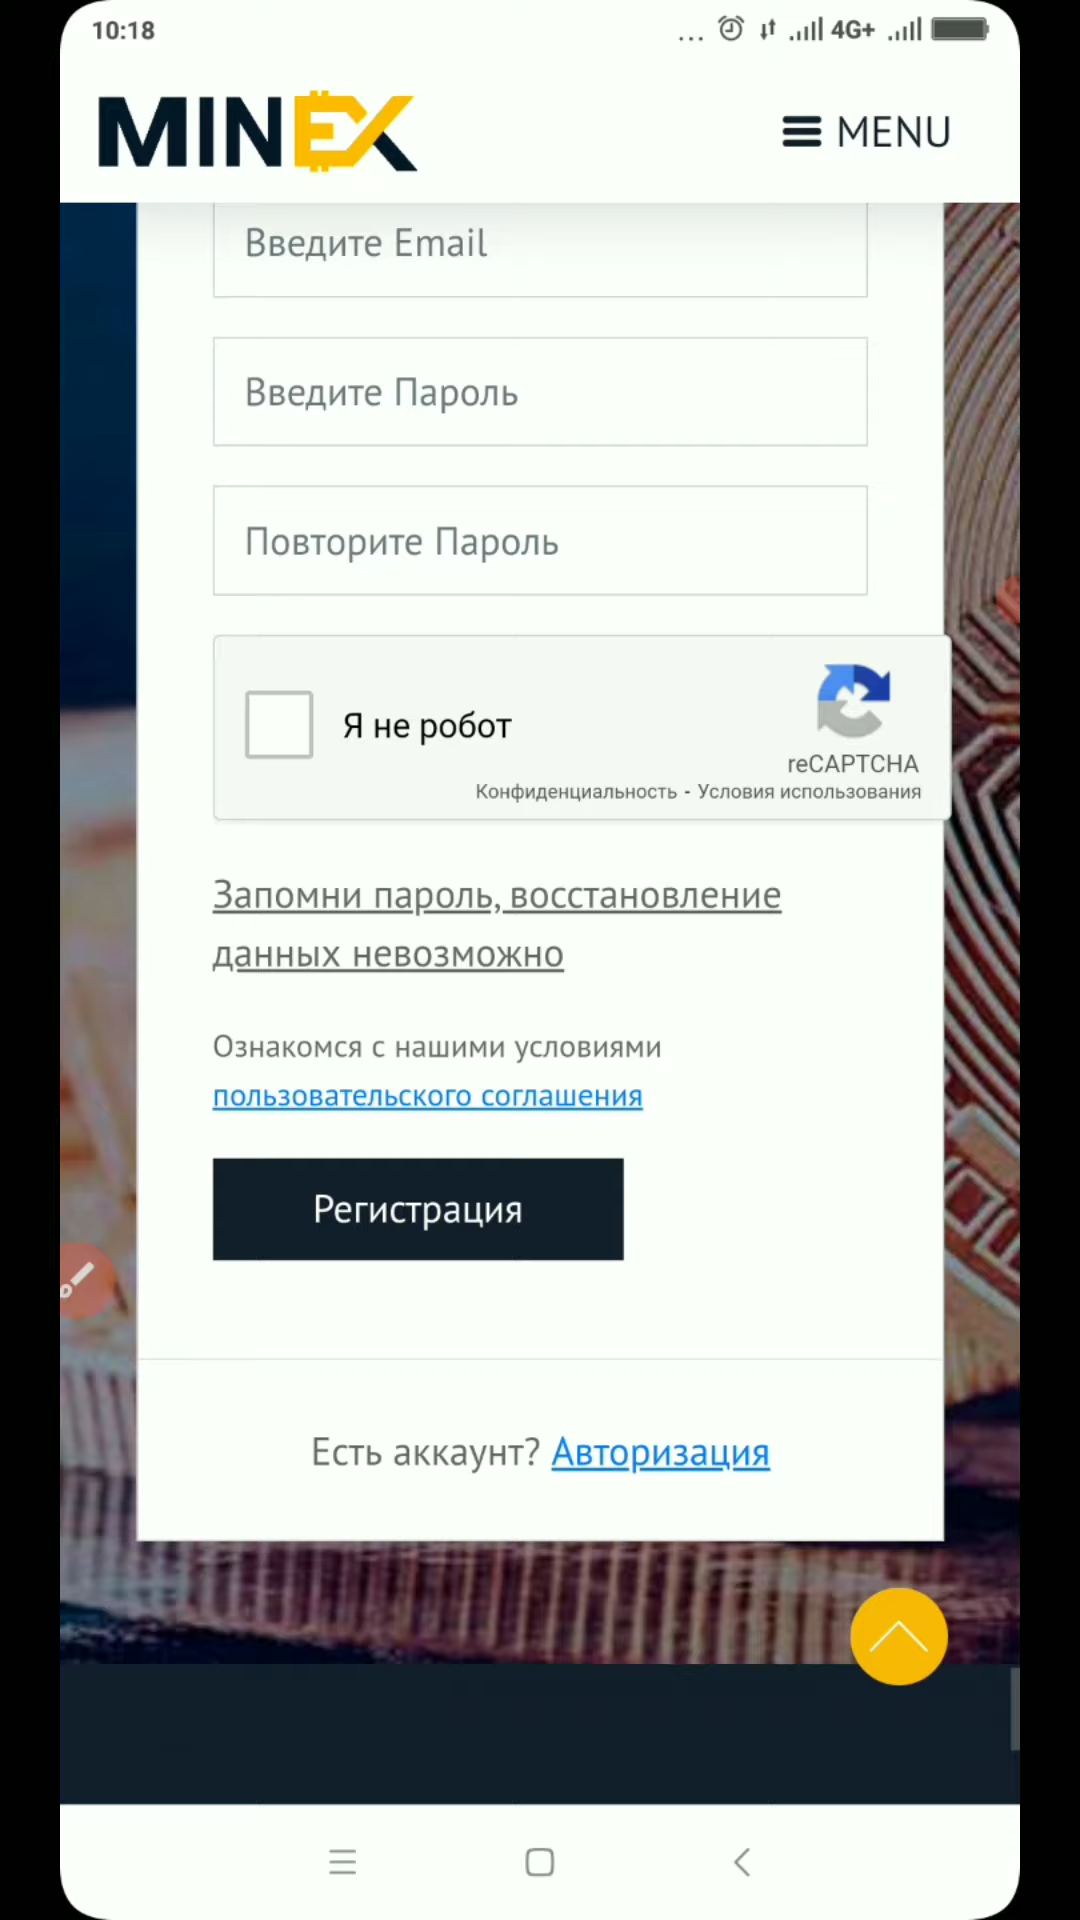 10:18
... 4G+
MINEX
MENU
Введите Email
Введите Пароль
Повторите Пароль
Я не робот
reCAPTCHA
Конфиденциальность - Условия использования
Запомни пароль, восстановление
данных невозможно
Ознакомся с нашими условиями
пользовательского соглашения
Регистрация
Есть аккаунт? Авторизация